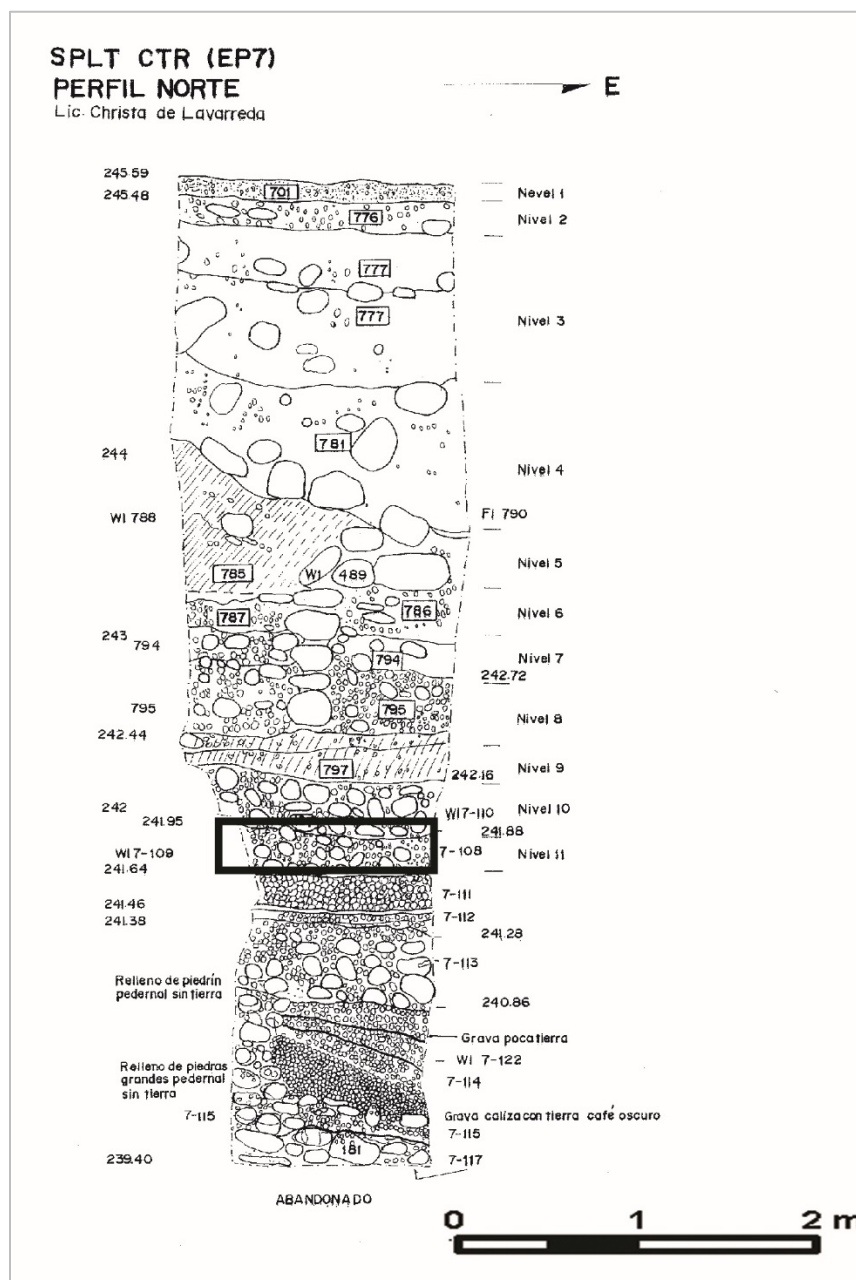 SPLT CTR (EP7)
PERFIL NORTE
Lic. Christa de Lavarreda
E
245.59
245.48
701
Nevel 1
776
Nivel 2
777
777
Nivel 3
781
244
Nivel 4
WI 788
FI 790
785
WI
489
Nivel 5
787
786
Nivel 6
243
794
794
Nivel 7
242.72
795
795
Nivel 8
242.44
797
Nivel 9
242.16
242
WI 7-110
Nivel 10
241.95
241.88
WI 7-109
7-108
Nivel 11
241.64
7-111
241.46
7-112
241.38
241.28
7-113
Relleno de piedrín
pedernal sin tierra
240.86
Grava poca tierra
WI 7-122
Relleno de piedras
grandes pedernal
sin tierra
7-114
7-115
Grava caliza con tierra café oscuro
7-115
181
239.40
7-117
ABANDONADO
0 1 2 m